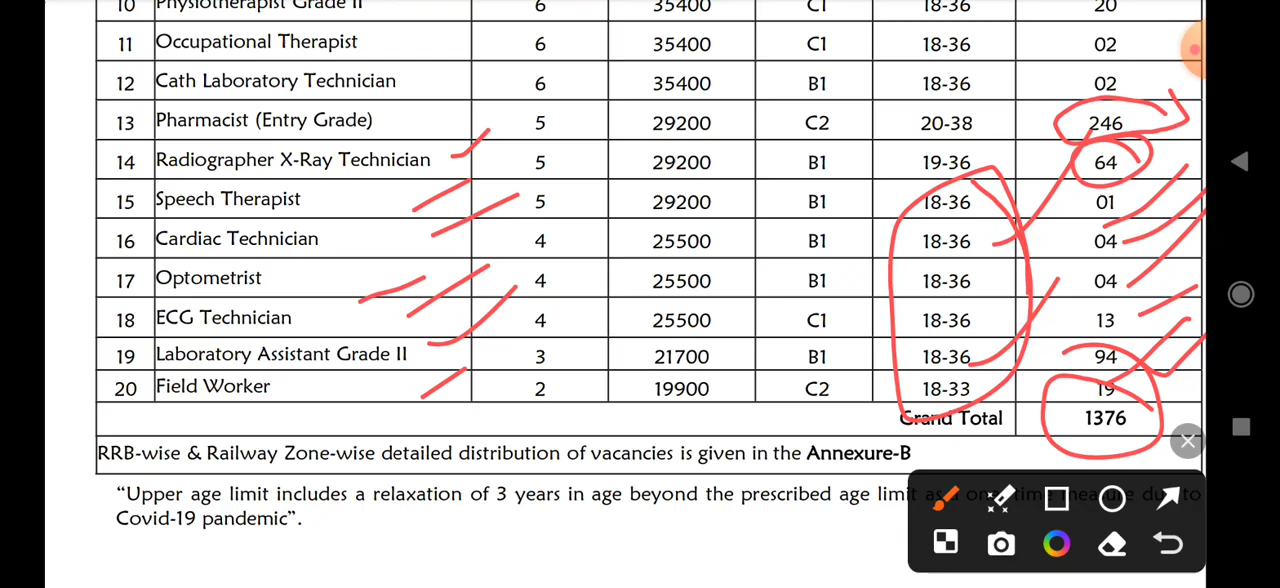 10 Physiotherapist Grade II 6 35400 C1 18-36 20
11 Occupational Therapist 6 35400 C1 18-36 02
12 Cath Laboratory Technician 6 35400 B1 18-36 02
13 Pharmacist (Entry Grade) 5 29200 C2 20-38 246
14 Radiographer X-Ray Technician 5 29200 B1 19-36 64
15 Speech Therapist 5 29200 B1 18-36 01
16 Cardiac Technician 4 25500 B1 18-36 04
17 Optometrist 4 25500 B1 18-36 04
18 ECG Technician 4 25500 C1 18-36 13
19 Laboratory Assistant Grade II 3 21700 B1 18-36 94
20 Field Worker 2 19900 C2 18-33 19
Grand Total 1376
RRB-wise & Railway Zone-wise detailed distribution of vacancies is given in the Annexure-B
“Upper age limit includes a relaxation of 3 years in age beyond the prescribed age limit as a one time measure due to
Covid-19 pandemic”.